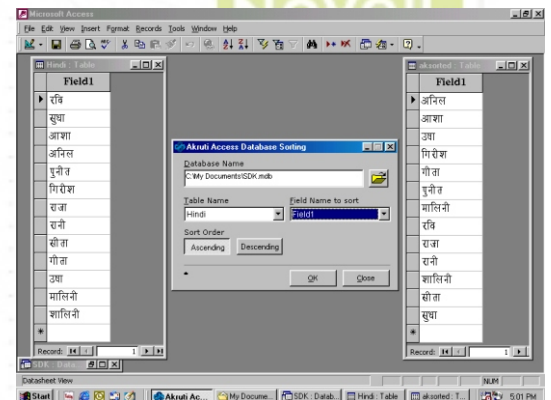 Microsoft Access
File Edit View Insert Format Records Tools Window Help
Hindi : Table
Field1
रवि
सुधा
आशा
अनिल
पुनीत
गिरीश
राजा
रानी
सीता
गीता
उषा
मालिनी
शालिनी
Record: 1
Akruti Access Database Sorting
Database Name
C:\My Documents\SDK.mdb
Table Name
Field Name to sort
Hindi
Field1
Sort Order
Ascending
Descending
OK
Close
aksorted : Table
Field1
अनिल
आशा
उषा
गिरीश
गीता
पुनीत
मालिनी
रवि
राजा
रानी
शालिनी
सीता
सुधा
Record: 1
SDK : Data
Datasheet View
NUM
Start
Akruti Ac...
My Docume...
SDK : Datab...
Hindi : Table
aksorted : T...
5:01 PM